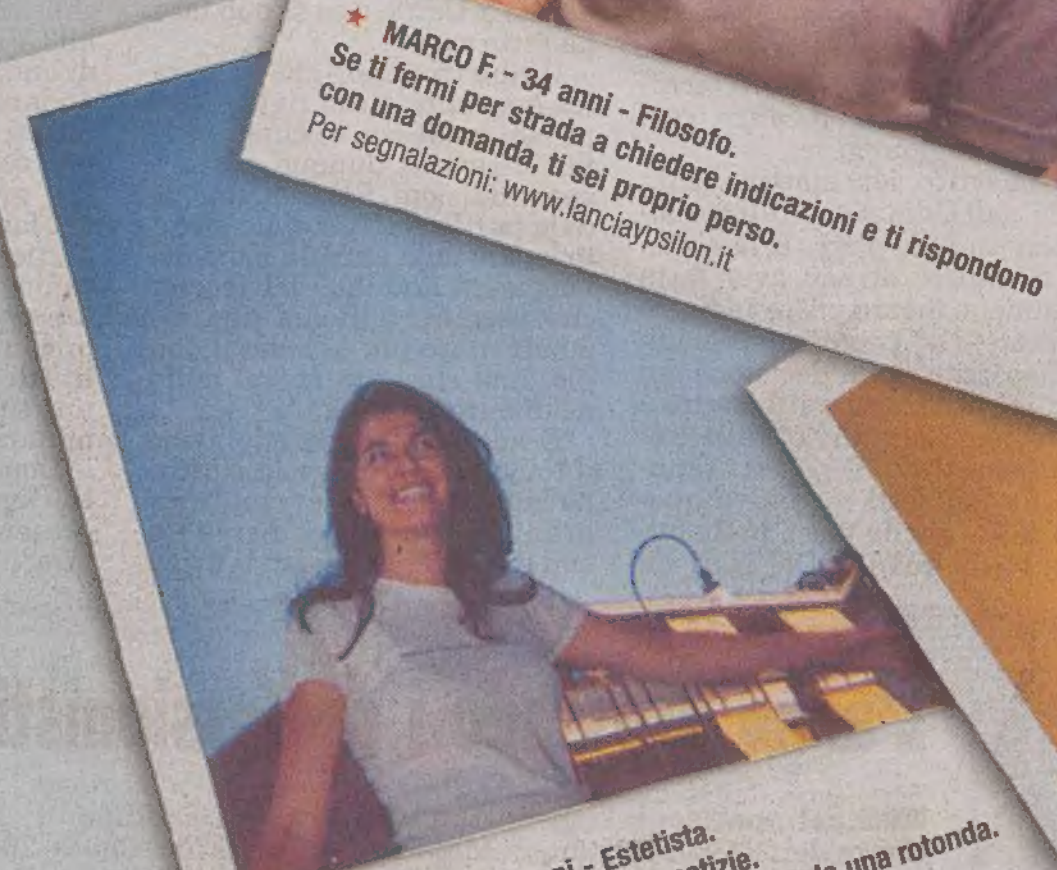 MARCO F. - 34 anni - Filosofo.
Se ti fermi per strada a chiedere indicazioni e ti rispondono
con una domanda, ti sei proprio perso.
Per segnalazioni: www.lanciaypsilon.it
- Estetista.
una rotonda.